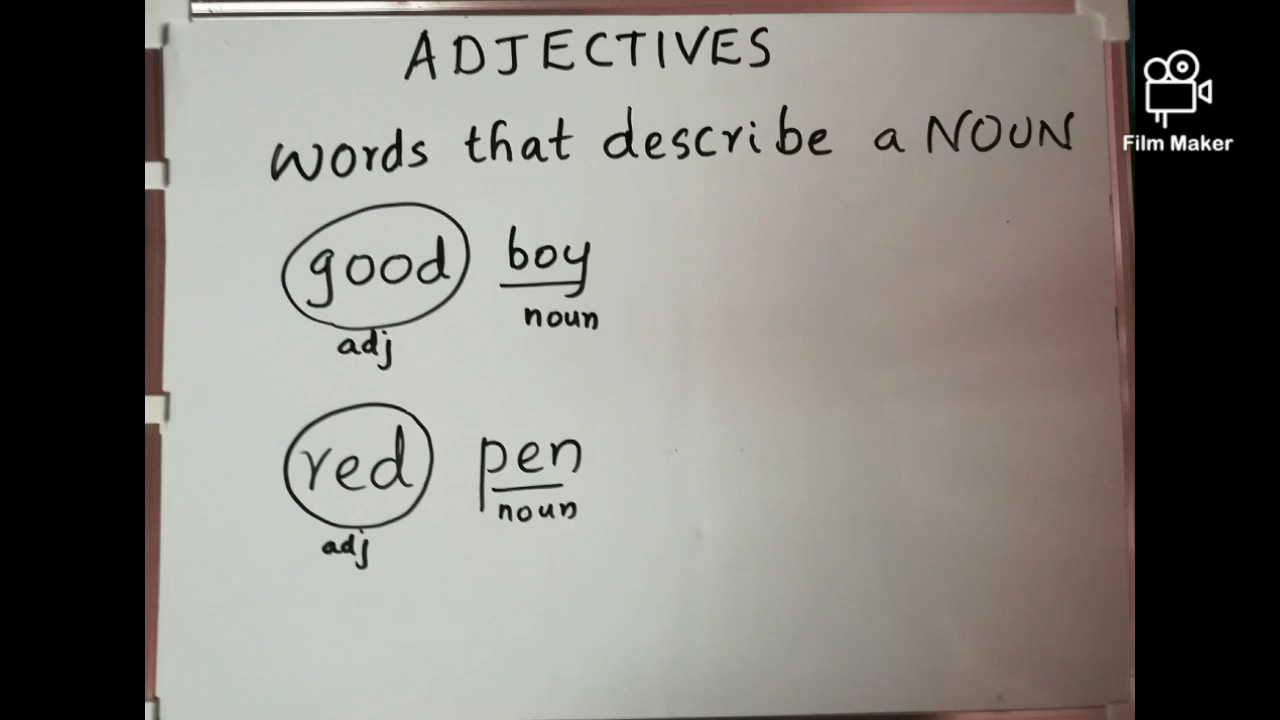 ADJECTIVES
words that describe a NOUN
good boy
adj noun
red pen
adj noun
Film Maker